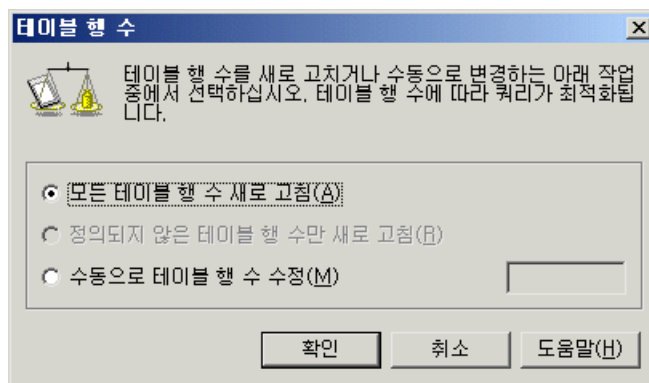 테이블 행 수
테이블 행 수를 새로 고치거나 수동으로 변경하는 아래 작업
중에서 선택하십시오. 테이블 행 수에 따라 쿼리가 최적화됩
니다.
모든 테이블 행 수 새로 고침(A)
정의되지 않은 테이블 행 수만 새로 고침(R)
수동으로 테이블 행 수 수정(M)
확인 취소 도움말(H)